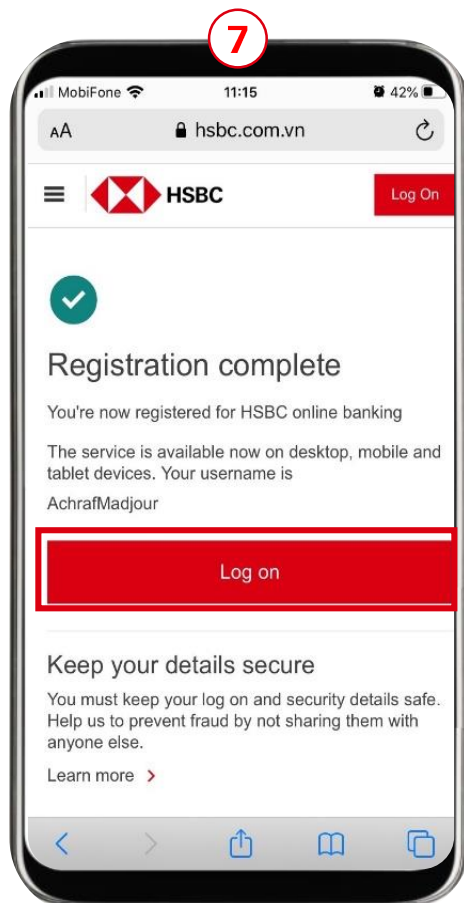 7
MobiFone 11:15 42%
AA hsbc.com.vn
HSBC Log On
Registration complete
You're now registered for HSBC online banking
The service is available now on desktop, mobile and
tablet devices. Your username is
AchrafMadjour
Log on
Keep your details secure
You must keep your log on and security details safe.
Help us to prevent fraud by not sharing them with
anyone else.
Learn more